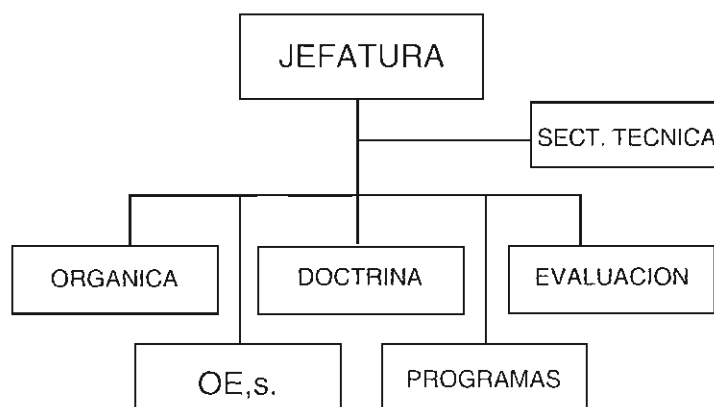 JEFATURA
SECT. TECNICA
ORGANICA
DOCTRINA
EVALUACION
OE,s.
PROGRAMAS